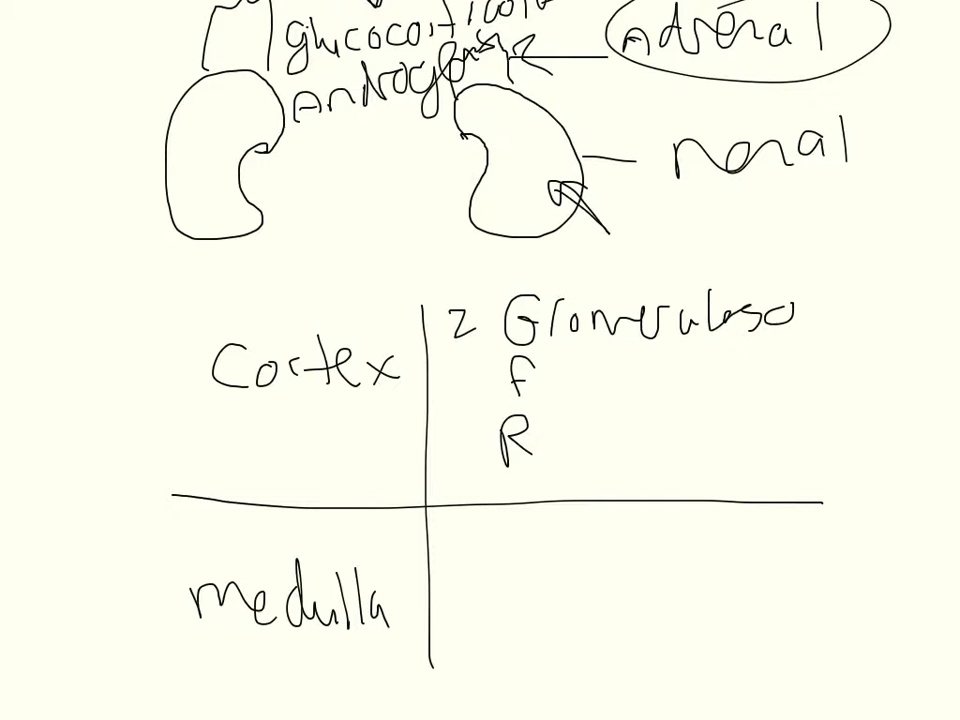 glucocorticoid
Androgens
Adrenal
renal
Cortex
Z Glomerulosa
F
R
medulla